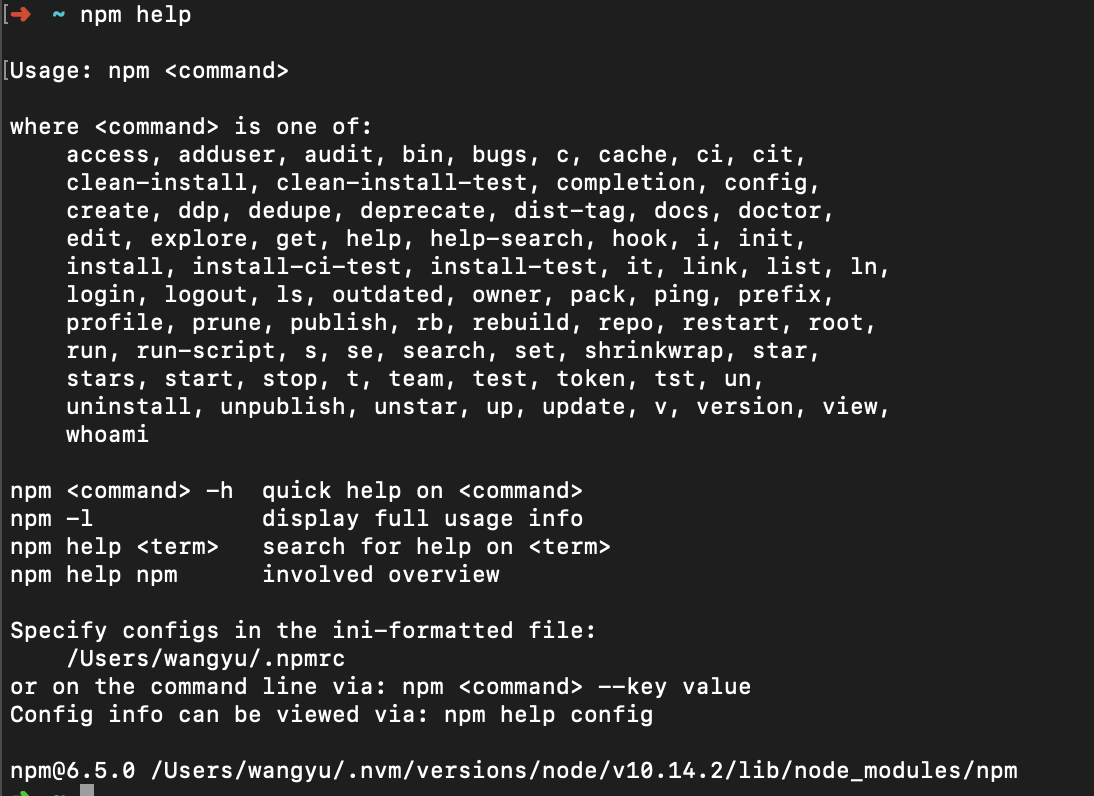 [➜ ~ npm help
[Usage: npm <command>
where <command> is one of:
access, adduser, audit, bin, bugs, c, cache, ci, cit,
clean-install, clean-install-test, completion, config,
create, ddp, dedupe, deprecate, dist-tag, docs, doctor,
edit, explore, get, help, help-search, hook, i, init,
install, install-ci-test, install-test, it, link, list, ln,
login, logout, ls, outdated, owner, pack, ping, prefix,
profile, prune, publish, rb, rebuild, repo, restart, root,
run, run-script, s, se, search, set, shrinkwrap, star,
stars, start, stop, t, team, test, token, tst, un,
uninstall, unpublish, unstar, up, update, v, version, view,
whoami
npm <command> -h  quick help on <command>
npm -l            display full usage info
npm help <term>   search for help on <term>
npm help npm      involved overview
Specify configs in the ini-formatted file:
/Users/wangyu/.npmrc
or on the command line via: npm <command> --key value
Config info can be viewed via: npm help config
npm@6.5.0 /Users/wangyu/.nvm/versions/node/v10.14.2/lib/node_modules/npm